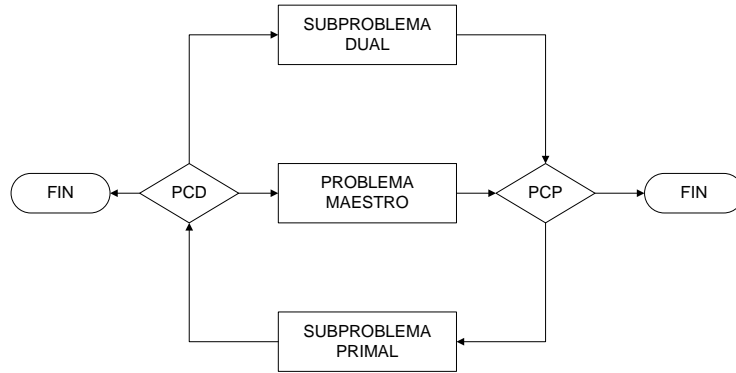 SUBPROBLEMA
DUAL
FIN
PCD
PROBLEMA
MAESTRO
PCP
FIN
SUBPROBLEMA
PRIMAL